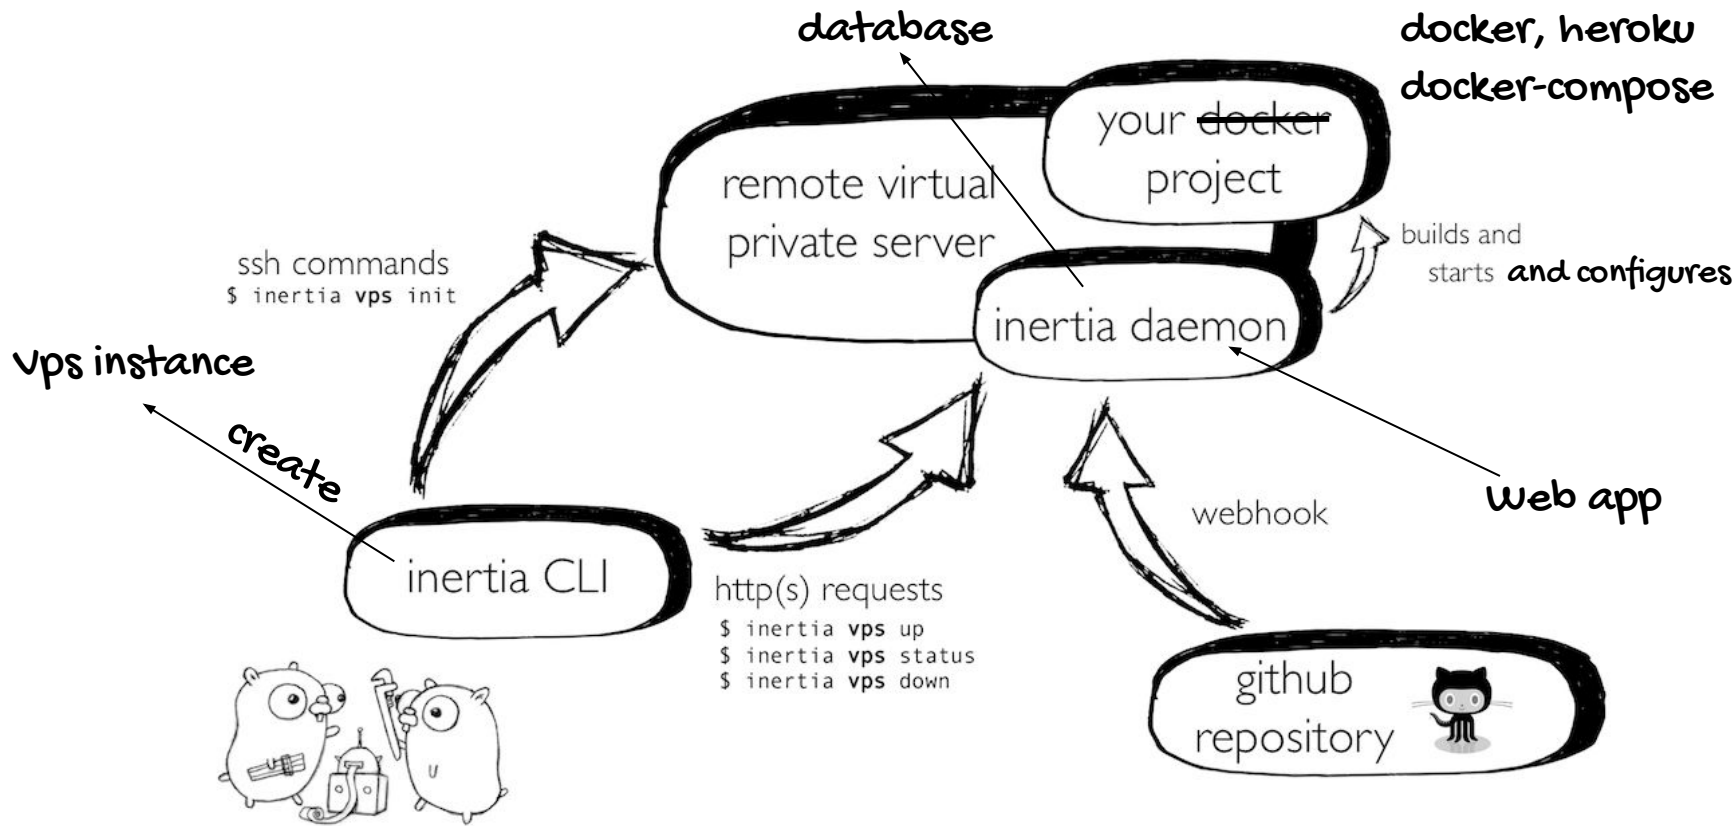 database
docker, heroku
docker-compose
your docker
project
remote virtual
private server
builds and
starts and configures
ssh commands
$ inertia vps init
inertia daemon
vps instance
create
web app
webhook
inertia CLI
http(s) requests
$ inertia vps up
$ inertia vps status
$ inertia vps down
github
repository